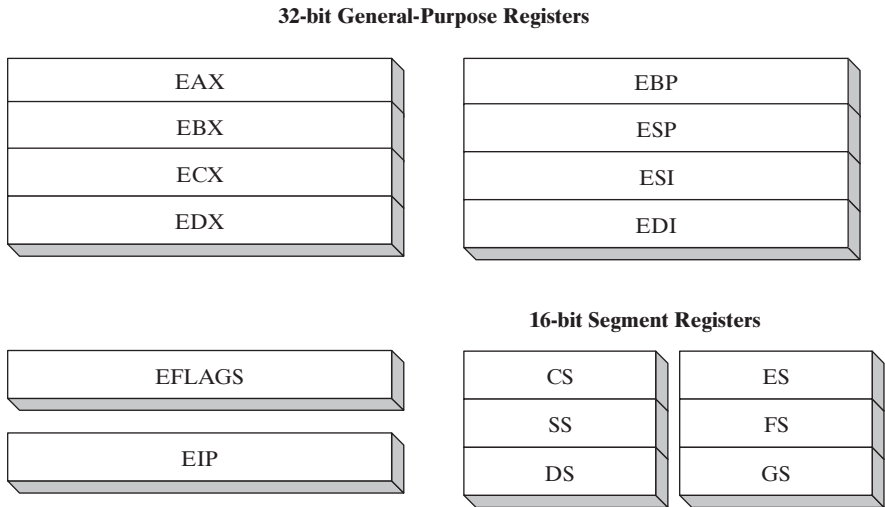 32-bit General-Purpose Registers
EAX
EBX
ECX
EDX
EBP
ESP
ESI
EDI
16-bit Segment Registers
EFLAGS
EIP
CS
SS
DS
ES
FS
GS